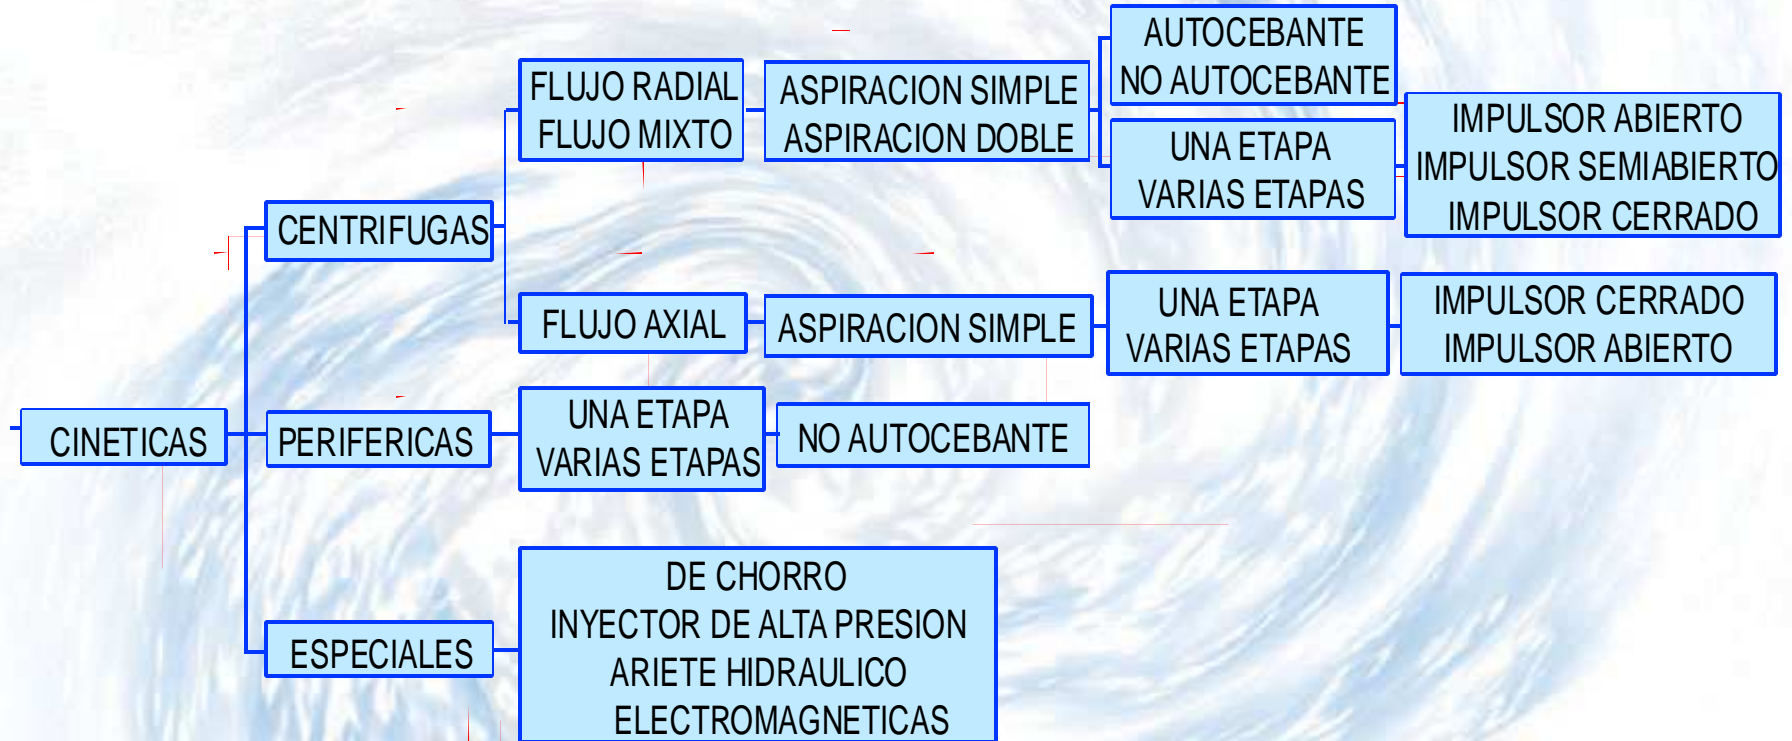 AUTOCEBANTE
NO AUTOCEBANTE
FLUJO RADIAL
FLUJO MIXTO
ASPIRACION SIMPLE
ASPIRACION DOBLE
UNA ETAPA
VARIAS ETAPAS
IMPULSOR ABIERTO
IMPULSOR SEMIABIERTO
IMPULSOR CERRADO
CENTRIFUGAS
FLUJO AXIAL
ASPIRACION SIMPLE
UNA ETAPA
VARIAS ETAPAS
IMPULSOR CERRADO
IMPULSOR ABIERTO
CINETICAS
PERIFERICAS
UNA ETAPA
VARIAS ETAPAS
NO AUTOCEBANTE
ESPECIALES
DE CHORRO
INYECTOR DE ALTA PRESION
ARIETE HIDRAULICO
ELECTROMAGNETICAS